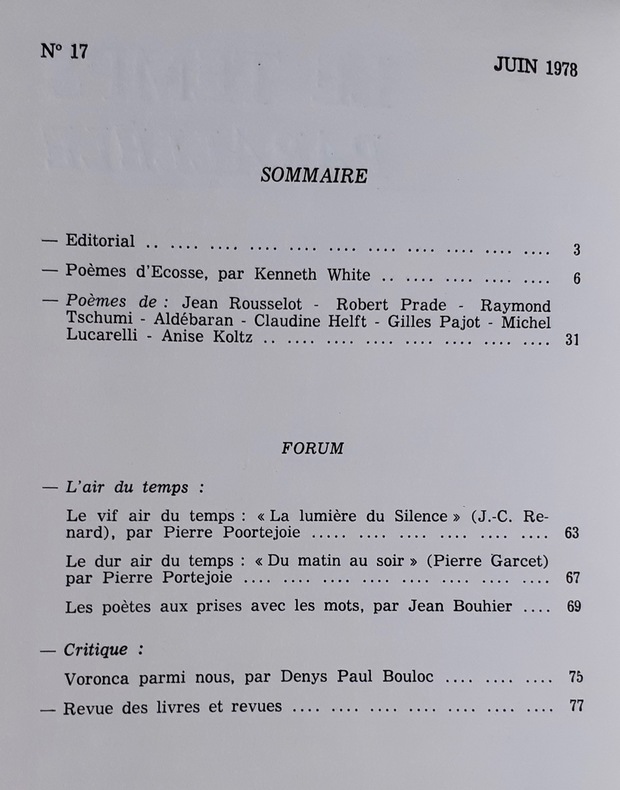 N° 17
JUIN 1978
SOMMAIRE
— Editorial .. .... .... .... .... .... .... .... .... .... .... 3
— Poèmes d'Ecosse, par Kenneth White .. .... .... .... .... 6
— Poèmes de : Jean Rousselot - Robert Prade - Raymond
Tschumi - Aldébaran - Claudine Helft - Gilles Pajot - Michel
Lucarelli - Anise Koltz .. .... .... .... .... .... .... .... 31
FORUM
— L'air du temps :
Le vif air du temps : « La lumière du Silence » (J.-C. Re-
nard), par Pierre Poortejoie ..... .... .... .... .... .... .... 63
Le dur air du temps : « Du matin au soir » (Pierre Garcet)
par Pierre Portejoie .... .... .... .... .... .... .... .... 67
Les poètes aux prises avec les mots, par Jean Bouhier .... 69
— Critique :
Voronca parmi nous, par Denys Paul Bouloc .... .... .... 75
— Revue des livres et revues .... .... .... .... .... .... .... 77